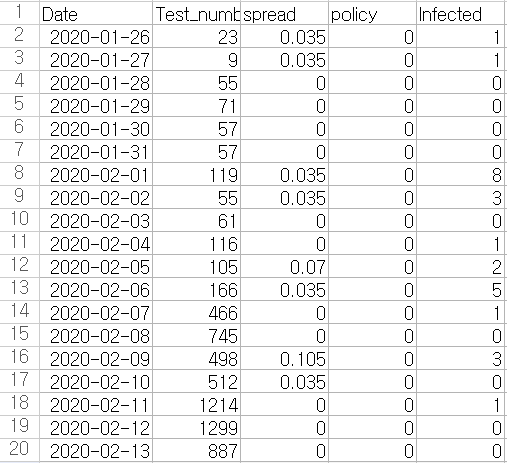 1 Date Test_numb spread policy Infected
2 2020-01-26 23 0.035 0 1
3 2020-01-27 9 0.035 0 1
4 2020-01-28 55 0 0 0
5 2020-01-29 71 0 0 0
6 2020-01-30 57 0 0 0
7 2020-01-31 57 0 0 0
8 2020-02-01 119 0.035 0 8
9 2020-02-02 55 0.035 0 3
10 2020-02-03 61 0 0 0
11 2020-02-04 116 0 0 1
12 2020-02-05 105 0.07 0 2
13 2020-02-06 166 0.035 0 5
14 2020-02-07 466 0 0 1
15 2020-02-08 745 0 0 0
16 2020-02-09 498 0.105 0 3
17 2020-02-10 512 0.035 0 0
18 2020-02-11 1214 0 0 1
19 2020-02-12 1299 0 0 0
20 2020-02-13 887 0 0 0